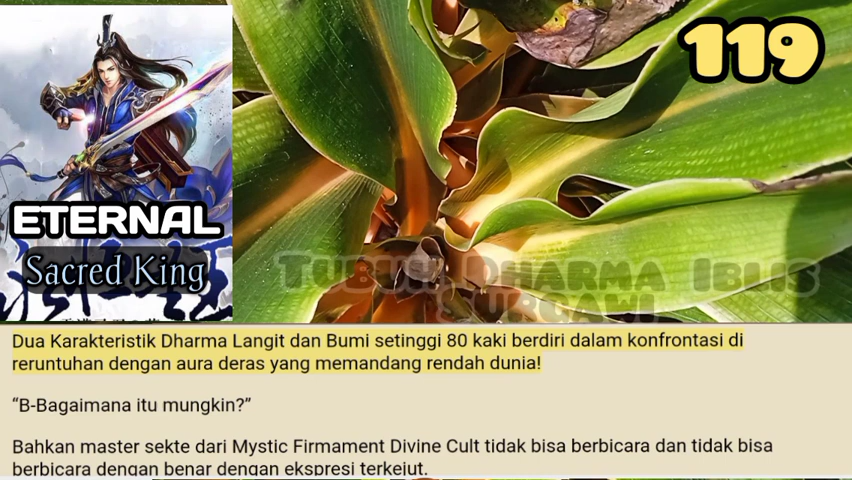 119
ETERNAL
Sacred King
Tubuh Dharma Iblis
Surgawi
Dua Karakteristik Dharma Langit dan Bumi setinggi 80 kaki berdiri dalam konfrontasi di
reruntuhan dengan aura deras yang memandang rendah dunia!
“B-Bagaimana itu mungkin?”
Bahkan master sekte dari Mystic Firmament Divine Cult tidak bisa berbicara dan tidak bisa
berbicara dengan benar dengan ekspresi terkejut.